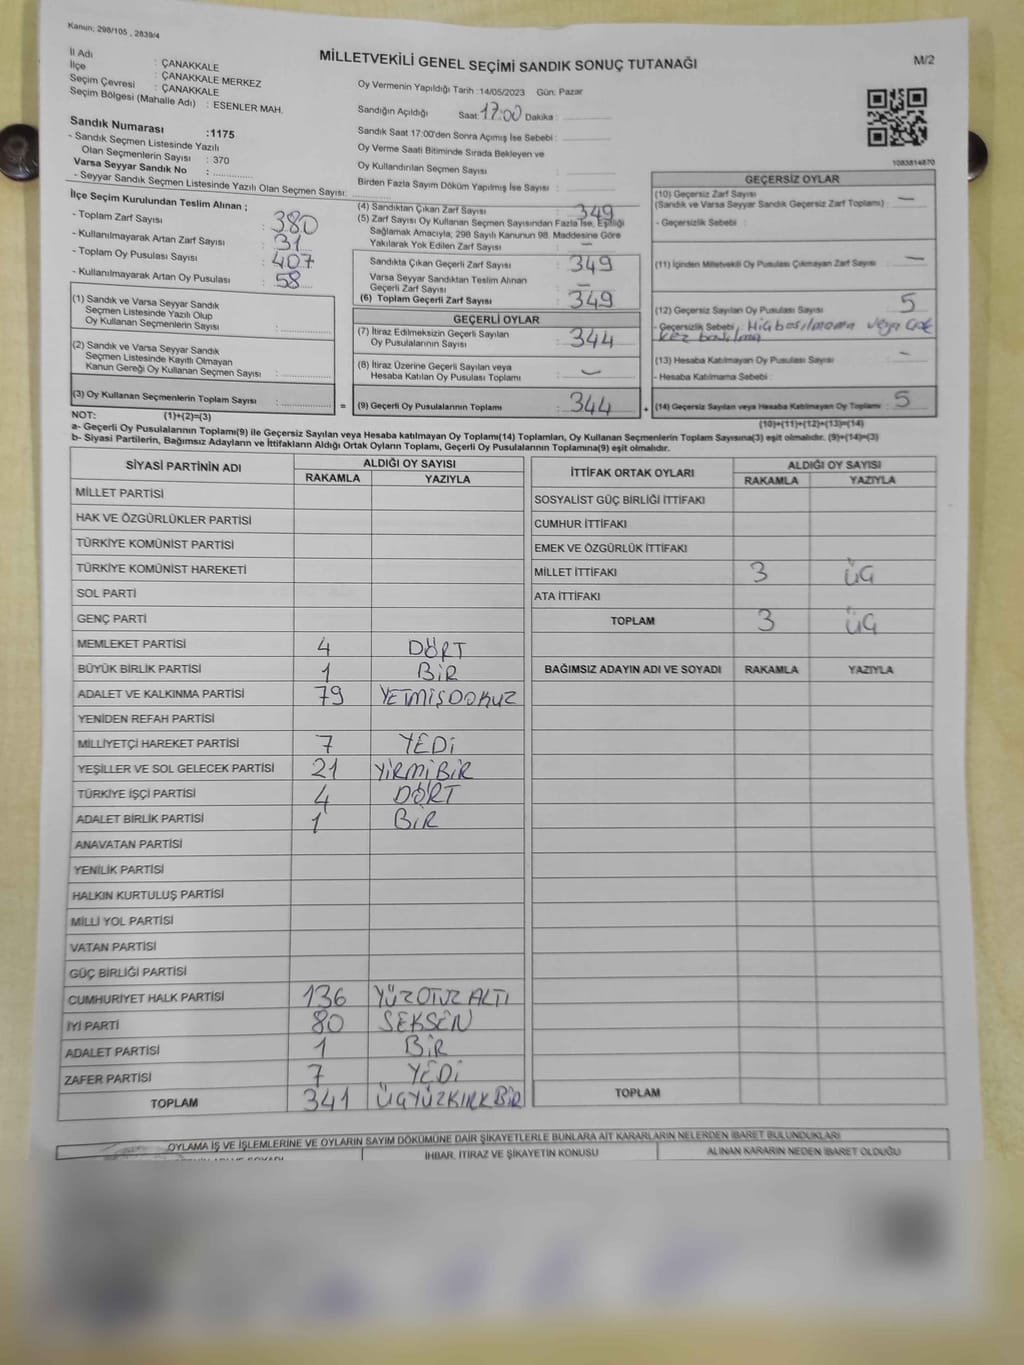 Kanun; 298/105 , 2839/4
MİLLETVEKİLİ GENEL SEÇİMİ SANDIK SONUÇ TUTANAĞI
M/2
İl Adı : ÇANAKKALE
İlçe : ÇANAKKALE MERKEZ
Seçim Çevresi : ÇANAKKALE
Seçim Bölgesi (Mahalle Adı) : ESENLER MAH.
Sandık Numarası :1175
- Sandık Seçmen Listesinde Yazılı
Olan Seçmenlerin Sayısı : 370
Varsa Seyyar Sandık No :
- Seyyar Sandık Seçmen Listesinde Yazılı Olan Seçmen Sayısı:
Oy Vermenin Yapıldığı Tarih :14/05/2023 Gün: Pazar
Sandığın Açıldığı Saat: 17:00 Dakika :
Sandık Saat 17:00'den Sonra Açımış İse Sebebi :
Oy Verme Saati Bitiminde Sırada Bekleyen ve
Oy Kullandırılan Seçmen Sayısı :
Birden Fazla Sayım Döküm Yapılmış İse Sayısı :
1083814870
İlçe Seçim Kurulundan Teslim Alınan ;
- Toplam Zarf Sayısı : 380
- Kullanılmayarak Artan Zarf Sayısı : 31
- Toplam Oy Pusulası Sayısı : 407
- Kullanılmayarak Artan Oy Pusulası : 58
(1) Sandık ve Varsa Seyyar Sandık
Seçmen Listesinde Yazılı Olup
Oy Kullanan Seçmenlerin Sayısı :
(2) Sandık ve Varsa Seyyar Sandık
Seçmen Listesinde Kayıtlı Olmayan
Kanun Gereği Oy Kullanan Seçmen Sayısı :
(3) Oy Kullanan Seçmenlerin Toplam Sayısı :
(4) Sandıktan Çıkan Zarf Sayısı : 349
(5) Zarf Sayısı Oy Kullanan Seçmen Sayısından Fazla İse, Eşitliği
Sağlamak Amacıyla, 298 Sayılı Kanunun 98. Maddesine Göre
Yakılarak Yok Edilen Zarf Sayısı : —
Sandıkta Çıkan Geçerli Zarf Sayısı : 349
Varsa Seyyar Sandıktan Teslim Alınan
Geçerli Zarf Sayısı : —
(6) Toplam Geçerli Zarf Sayısı : 349
GEÇERLİ OYLAR
(7) İtiraz Edilmeksizin Geçerli Sayılan
Oy Pusulalarının Sayısı : 344
(8) İtiraz Üzerine Geçerli Sayılan veya
Hesaba Katılan Oy Pusulası Toplamı : —
= (9) Geçerli Oy Pusulalarının Toplamı : 344
GEÇERSİZ OYLAR
(10) Geçersiz Zarf Sayısı
(Sandık ve Varsa Seyyar Sandık Geçersiz Zarf Toplamı) : —
- Geçersizlik Sebebi :
(11) İçinden Milletvekili Oy Pusulası Çıkmayan Zarf Sayısı : —
(12) Geçersiz Sayılan Oy Pusulası Sayısı : 5
- Geçersizlik Sebebi : Hiç basılmama veya çok
kez basılma
(13) Hesaba Katılmayan Oy Pusulası Sayısı : —
- Hesaba Katılmama Sebebi :
+ (14) Geçersiz Sayılan veya Hesaba Katılmayan Oy Toplamı : 5
NOT: (1)+(2)=(3)
(10)+(11)+(12)+(13)=(14)
a- Geçerli Oy Pusulalarının Toplamı(9) ile Geçersiz Sayılan veya Hesaba katılmayan Oy Toplamı(14) Toplamları, Oy Kullanan Seçmenlerin Toplam Sayısına(3) eşit olmalıdır. (9)+(14)=(3)
b- Siyasi Partilerin, Bağımsız Adayların ve İttifakların Aldığı Ortak Oyların Toplamı, Geçerli Oy Pusulalarının Toplamına(9) eşit olmalıdır.
SİYASİ PARTİNİN ADI ALDIĞI OY SAYISI
RAKAMLA YAZIYLA
MİLLET PARTİSİ
HAK VE ÖZGÜRLÜKLER PARTİSİ
TÜRKİYE KOMÜNİST PARTİSİ
TÜRKİYE KOMÜNİST HAREKETİ
SOL PARTİ
GENÇ PARTİ
MEMLEKET PARTİSİ 4 DÖRT
BÜYÜK BİRLİK PARTİSİ 1 BİR
ADALET VE KALKINMA PARTİSİ 79 YETMİŞDOKUZ
YENİDEN REFAH PARTİSİ
MİLLİYETÇİ HAREKET PARTİSİ 7 YEDİ
YEŞİLLER VE SOL GELECEK PARTİSİ 21 YİRMİBİR
TÜRKİYE İŞÇİ PARTİSİ 4 DÖRT
ADALET BİRLİK PARTİSİ 1 BİR
ANAVATAN PARTİSİ
YENİLİK PARTİSİ
HALKIN KURTULUŞ PARTİSİ
MİLLİ YOL PARTİSİ
VATAN PARTİSİ
GÜÇ BİRLİĞİ PARTİSİ
CUMHURİYET HALK PARTİSİ 136 YÜZOTUZ ALTI
İYİ PARTİ 80 SEKSEN
ADALET PARTİSİ 1 BİR
ZAFER PARTİSİ 7 YEDİ
TOPLAM 341 ÜÇYÜZKIRKBİR
İTTİFAK ORTAK OYLARI ALDIĞI OY SAYISI
RAKAMLA YAZIYLA
SOSYALİST GÜÇ BİRLİĞİ İTTİFAKI
CUMHUR İTTİFAKI
EMEK VE ÖZGÜRLÜK İTTİFAKI
MİLLET İTTİFAKI 3 ÜÇ
ATA İTTİFAKI
TOPLAM 3 ÜÇ
BAĞIMSIZ ADAYIN ADI VE SOYADI RAKAMLA YAZIYLA
TOPLAM
OYLAMA İŞ VE İŞLEMLERİNE VE OYLARIN SAYIM DÖKÜMÜNE DAİR ŞİKAYETLERLE BUNLARA AİT KARARLARIN NELERDEN İBARET BULUNDUKLARI
İHBAR, İTİRAZ VE ŞİKAYETİN KONUSU
ALINAN KARARIN NEDEN İBARET OLDUĞU